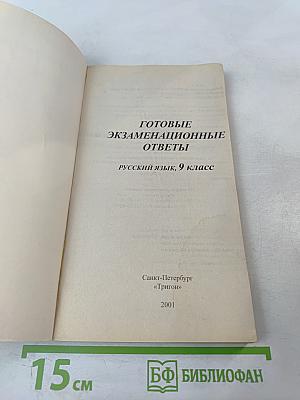 ГОТОВЫЕ
ЭКЗАМЕНАЦИОННЫЕ
ОТВЕТЫ
РУССКИЙ ЯЗЫК, 9 класс
Санкт-Петербург
«Тригон»
2001
15 см
БФ БИБЛИОФАН